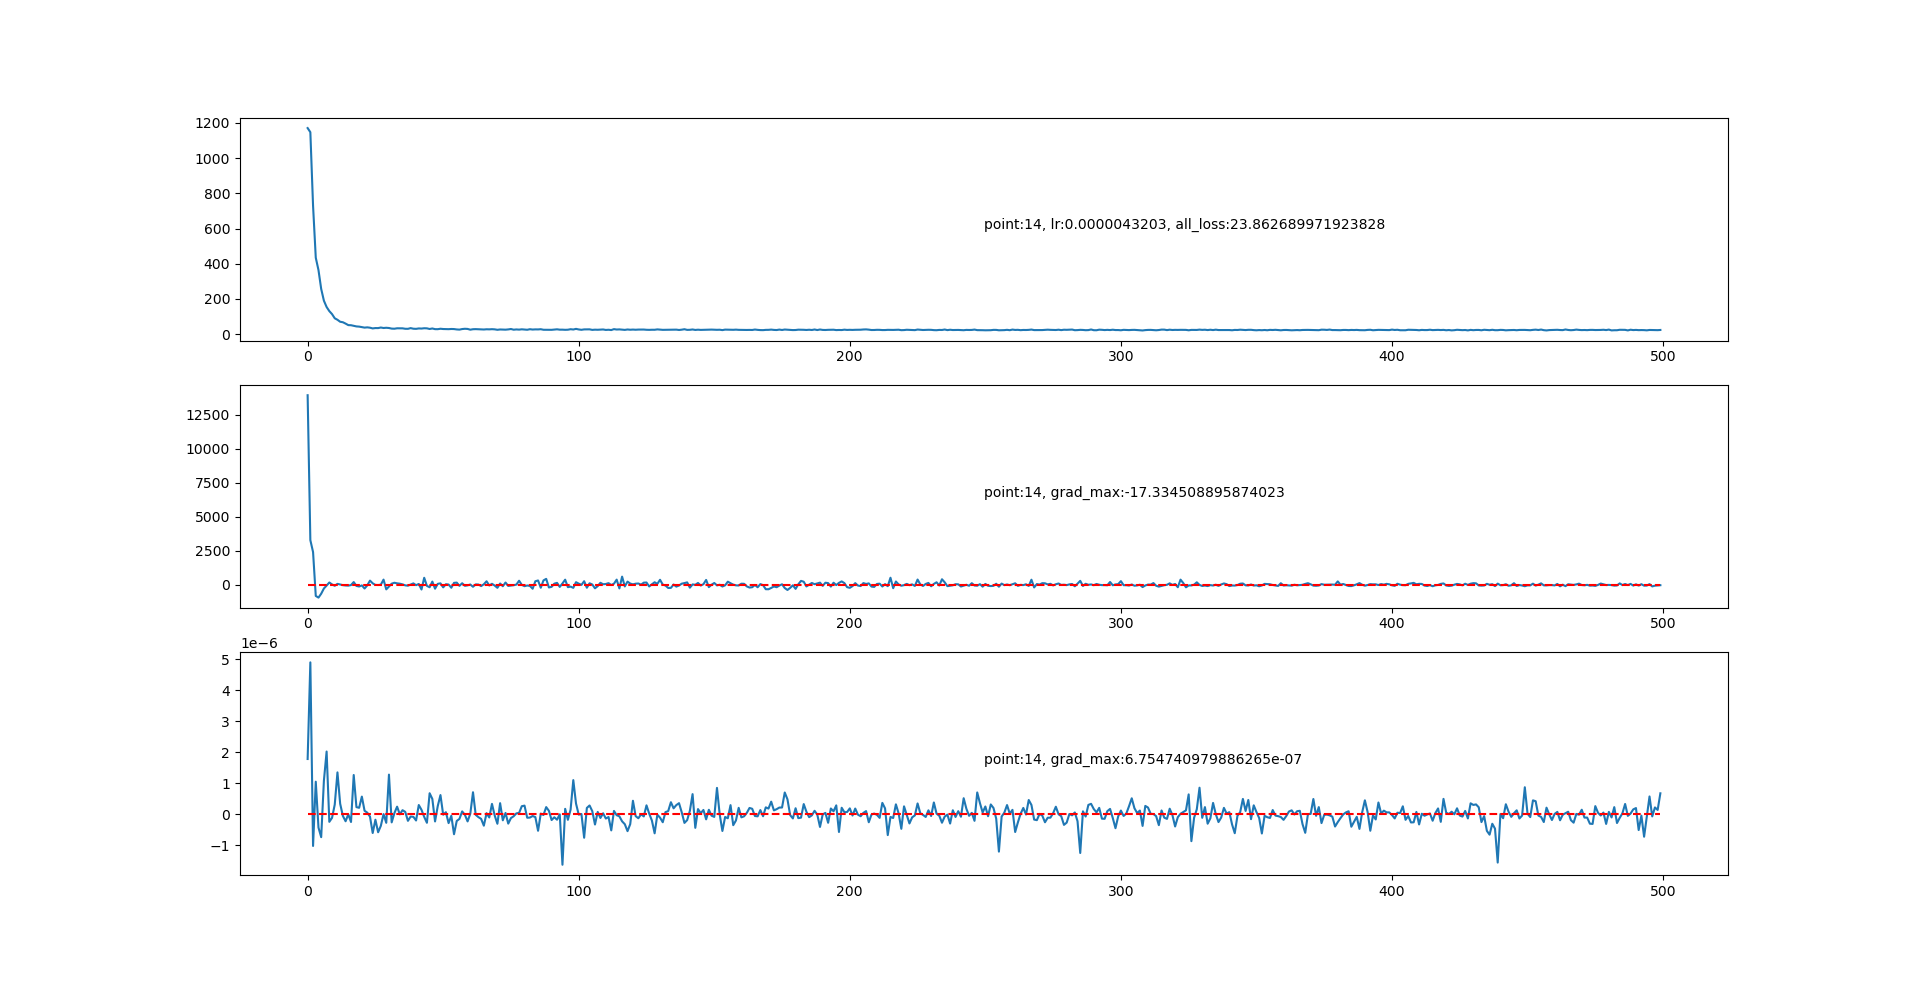 1200
1000
800
600
400
200
0
point:14, lr:0.0000043203, all_loss:23.862689971923828
0 100 200 300 400 500
12500
10000
7500
5000
2500
0
point:14, grad_max:-17.334508895874023
0 100 200 300 400 500
1e−6
5
4
3
2
1
0
−1
point:14, grad_max:6.754740979886265e-07
0 100 200 300 400 500